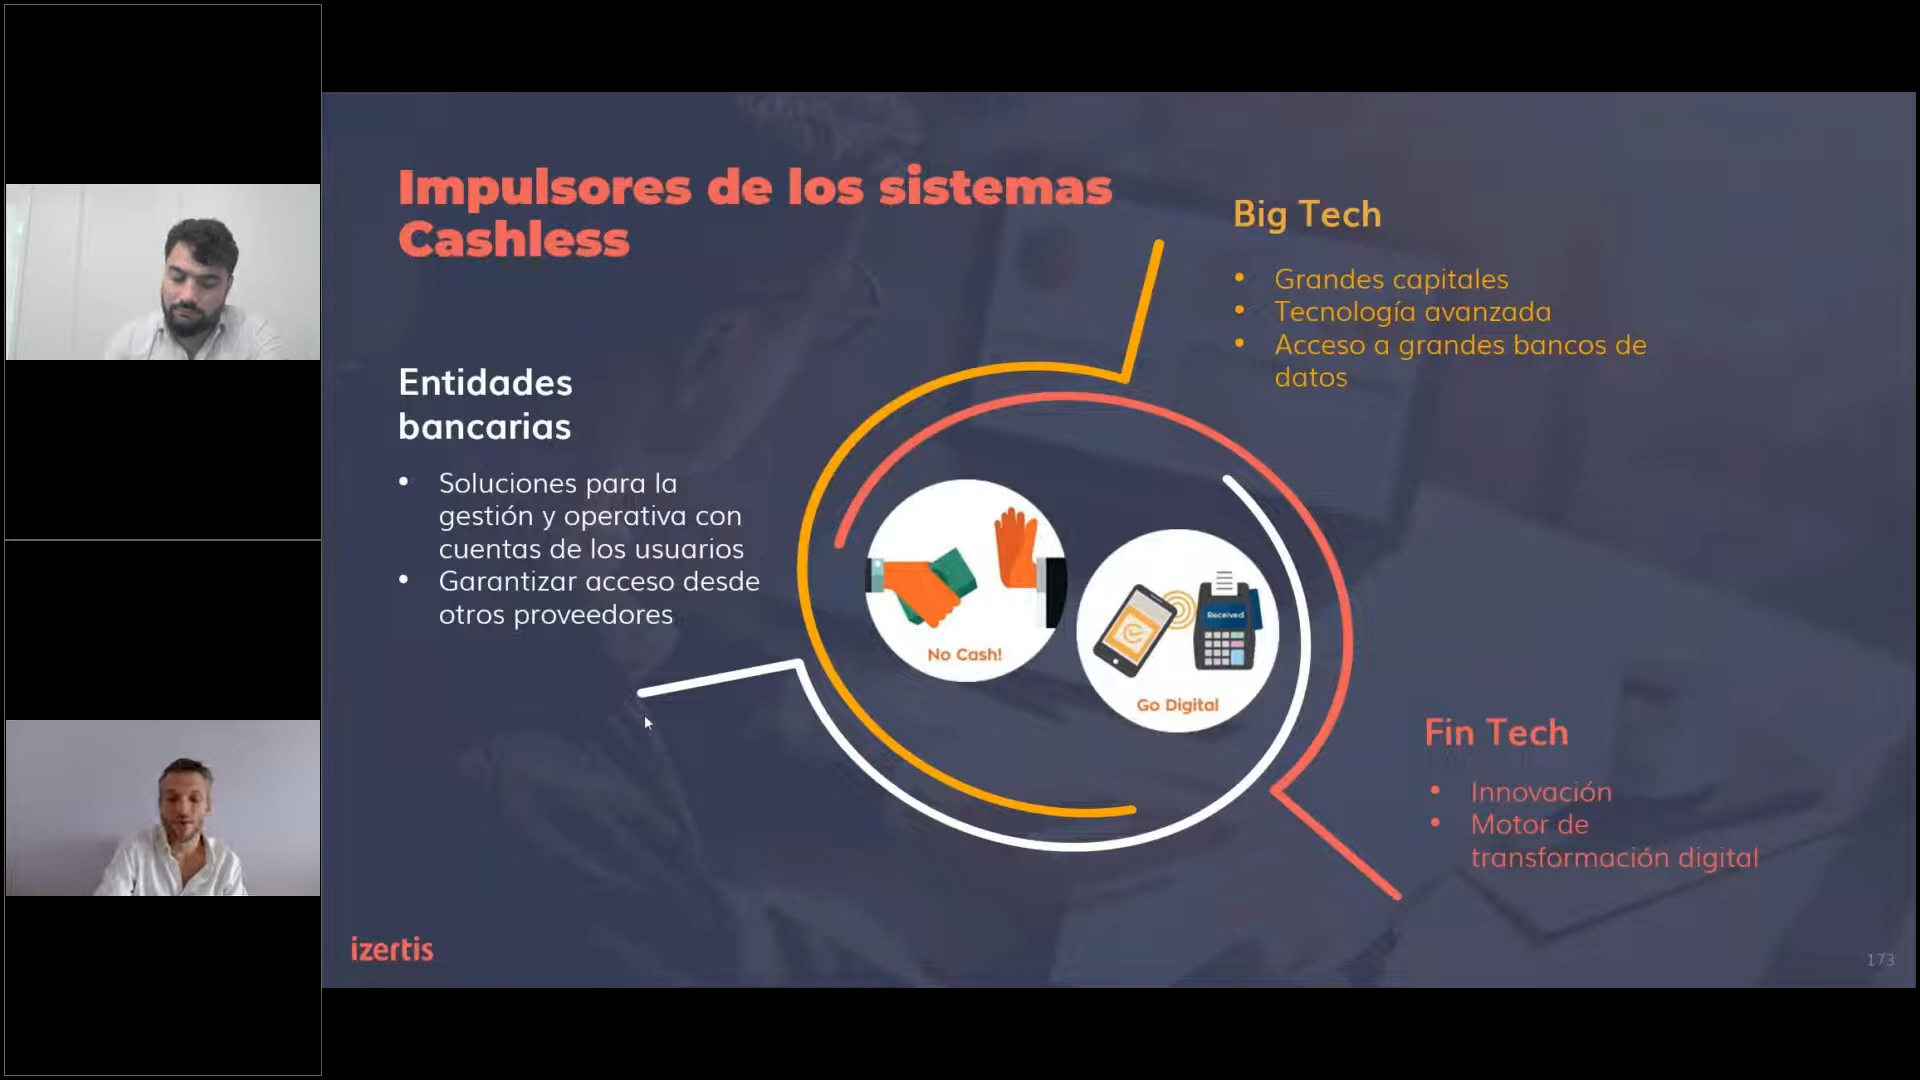 Impulsores de los sistemas
Cashless
Big Tech
• Grandes capitales
• Tecnología avanzada
• Acceso a grandes bancos de
datos
Entidades
bancarias
• Soluciones para la
gestión y operativa con
cuentas de los usuarios
• Garantizar acceso desde
otros proveedores
No Cash!
Received
Go Digital
Fin Tech
• Innovación
• Motor de
transformación digital
izertis
173